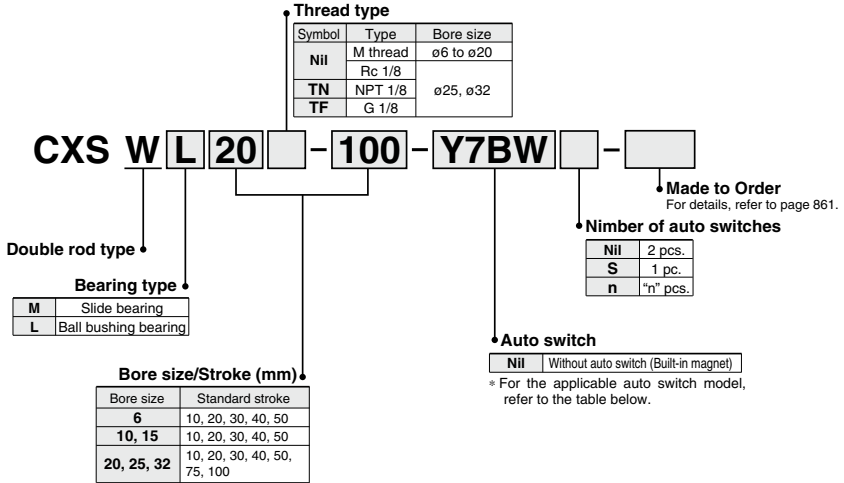 Thread type
Symbol Type Bore size
Nil M thread ø6 to ø20
Rc 1/8 ø25, ø32
TN NPT 1/8
TF G 1/8
CXS W L 20 - 100 - Y7BW -
Made to Order
For details, refer to page 861.
Nimber of auto switches
Nil 2 pcs.
S 1 pc.
n "n" pcs.
Double rod type
Bearing type
M Slide bearing
L Ball bushing bearing
Auto switch
Nil Without auto switch (Built-in magnet)
* For the applicable auto switch model,
refer to the table below.
Bore size/Stroke (mm)
Bore size Standard stroke
6 10, 20, 30, 40, 50
10, 15 10, 20, 30, 40, 50
20, 25, 32 10, 20, 30, 40, 50,
75, 100